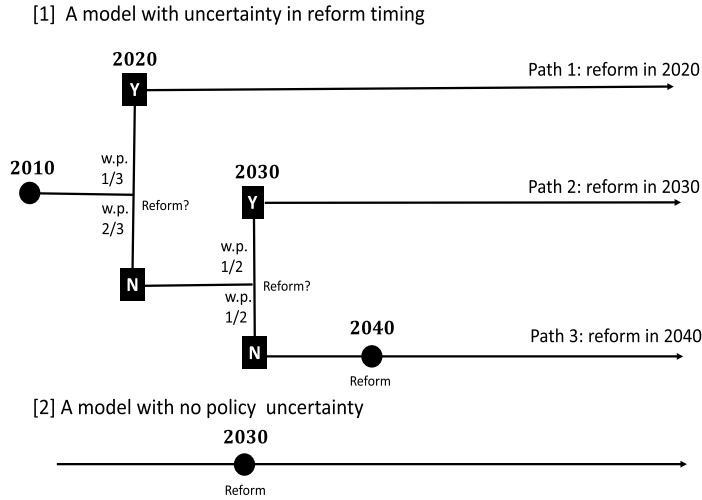 [1] A model with uncertainty in reform timing
2020
Y
Path 1: reform in 2020
w.p.
1/3
2010
w.p.
2/3
Reform?
2030
Y
Path 2: reform in 2030
w.p.
1/2
N
Reform?
w.p.
1/2
2040
Path 3: reform in 2040
N
Reform
[2] A model with no policy uncertainty
2030
Reform